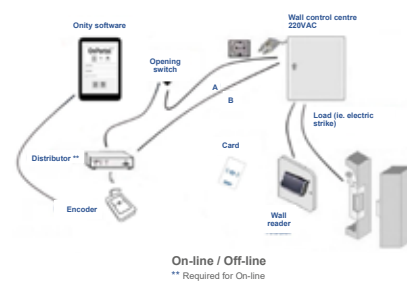 Onity software
Wall control centre
220VAC
OnPortal
Opening
switch
A
B
Load (ie. electric
strike)
Distributor **
Card
Encoder
Wall
reader
On-line / Off-line
** Required for On-line